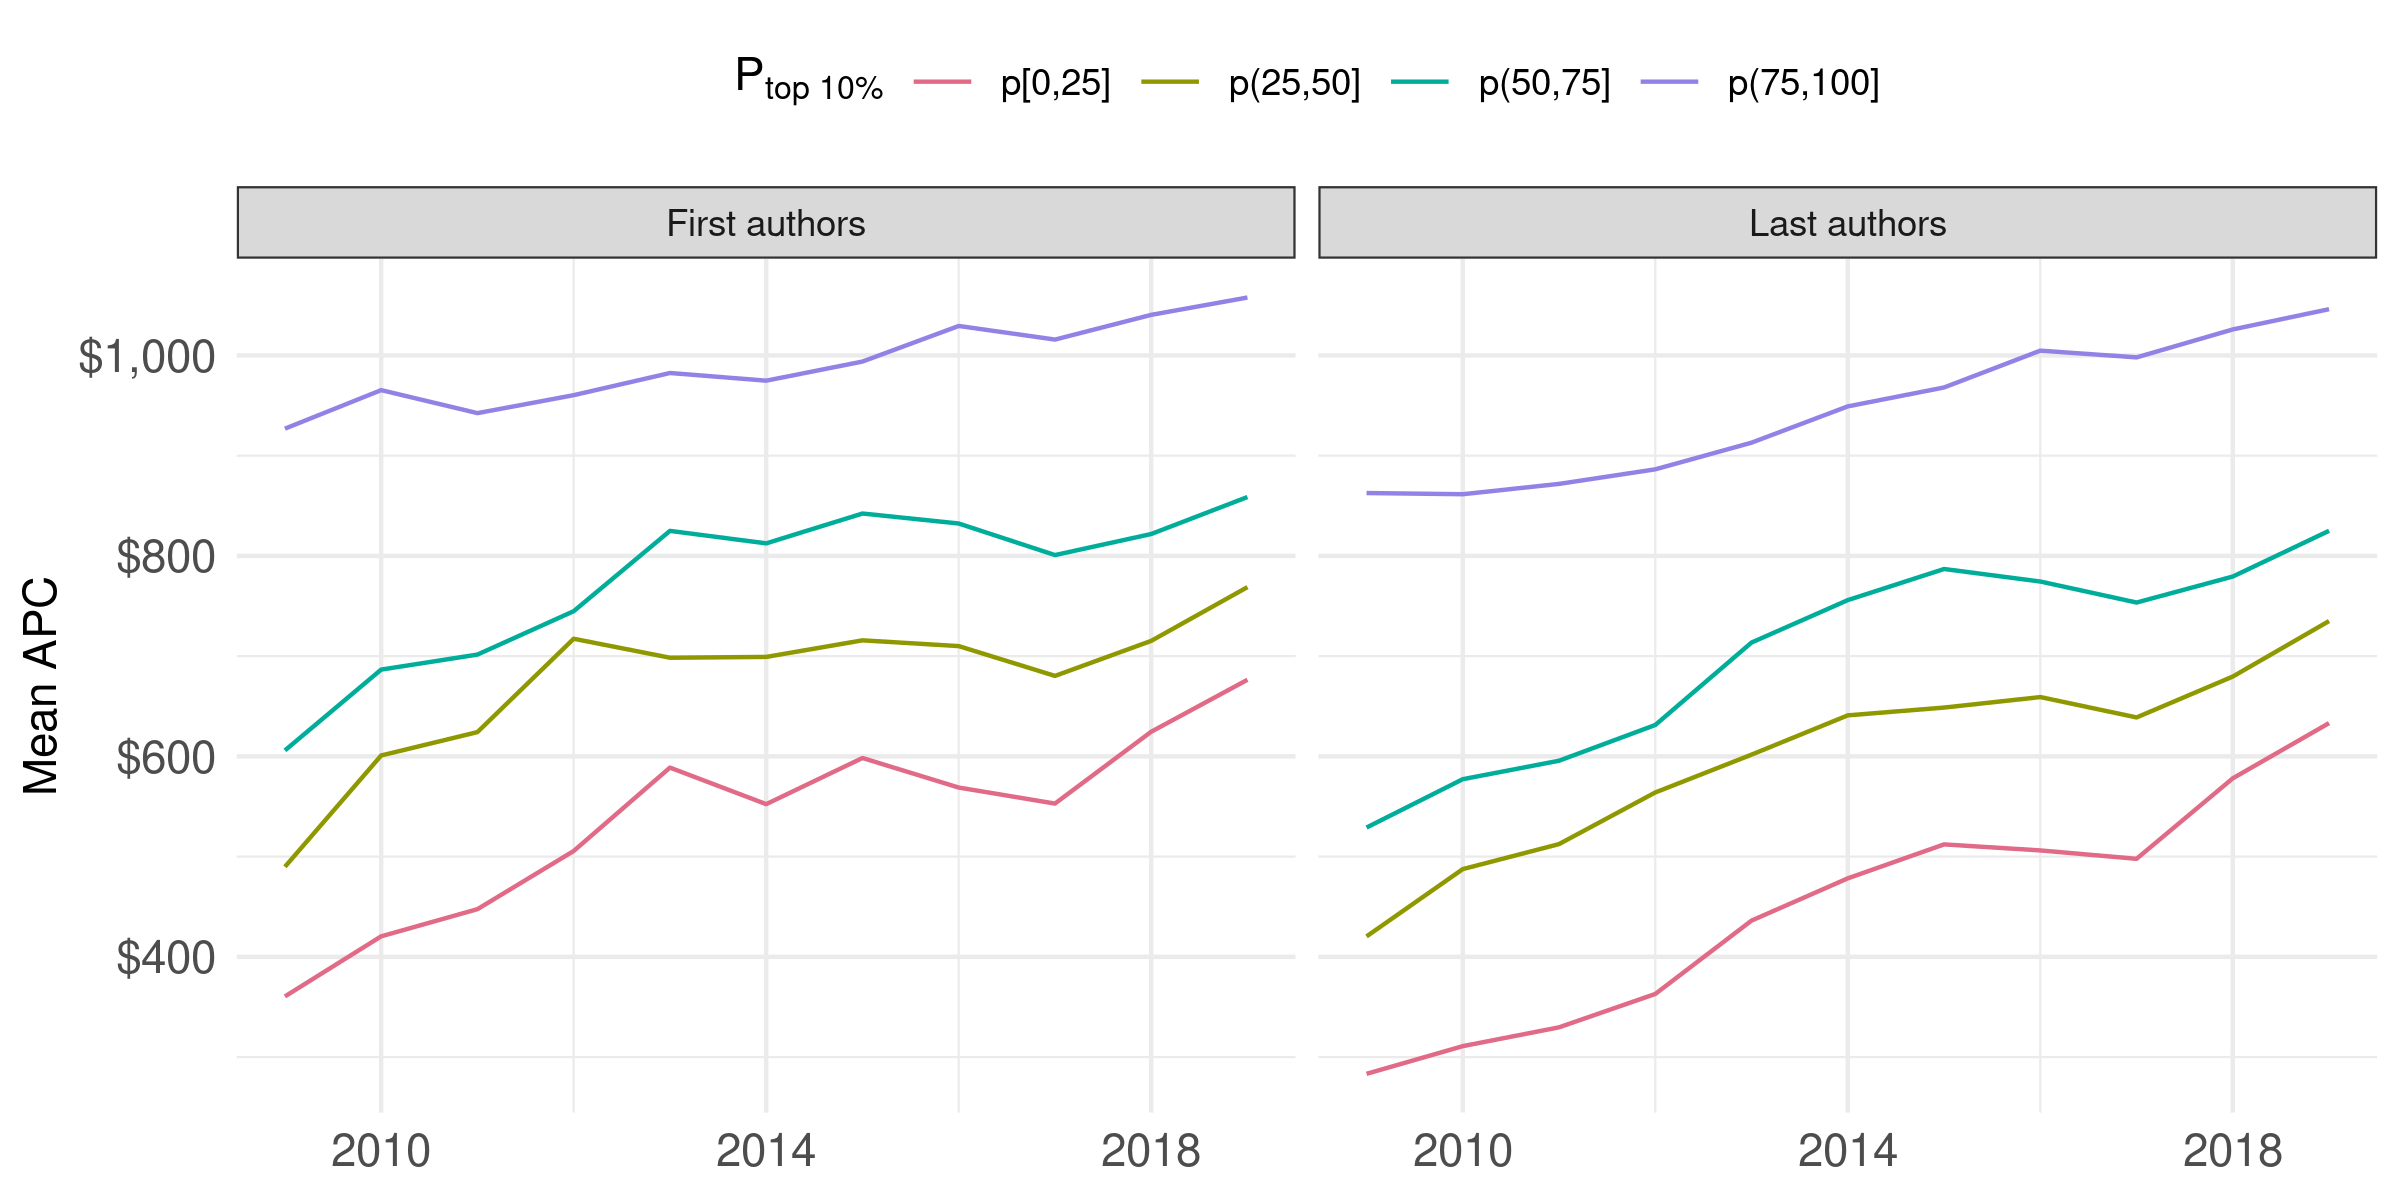 P top 10% p[0,25] p(25,50] p(50,75] p(75,100]
First authors Last authors
Mean APC
$1,000
$800
$600
$400
2010 2014 2018 2010 2014 2018